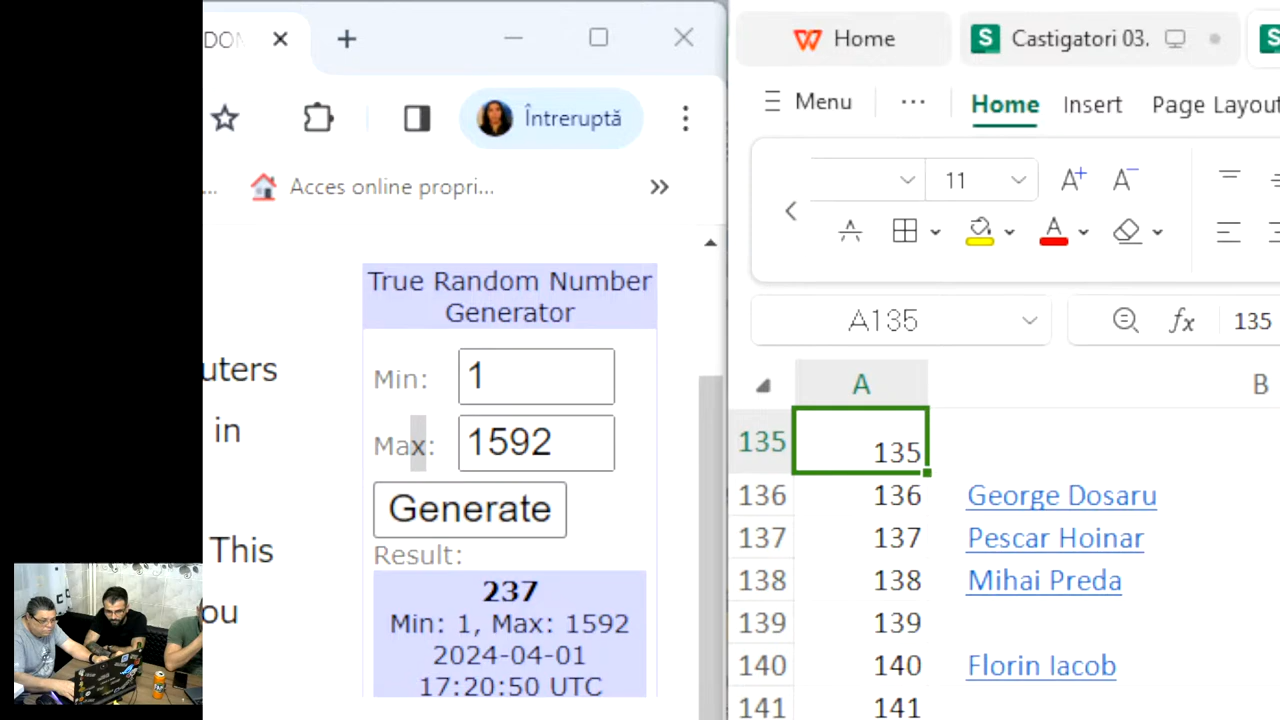 DOM
Întreruptă
... Acces online propri... »
uters
in
This
ou
True Random Number
Generator
Min: 1
Max: 1592
Generate
Result:
237
Min: 1, Max: 1592
2024-04-01
17:20:50 UTC
Home
S Castigatori 03.
S
Menu ... Home Insert Page Layout
11 A+ A-
A
A135 fx 135
A B
135 135
136 136 George Dosaru
137 137 Pescar Hoinar
138 138 Mihai Preda
139 139
140 140 Florin Iacob
141 141